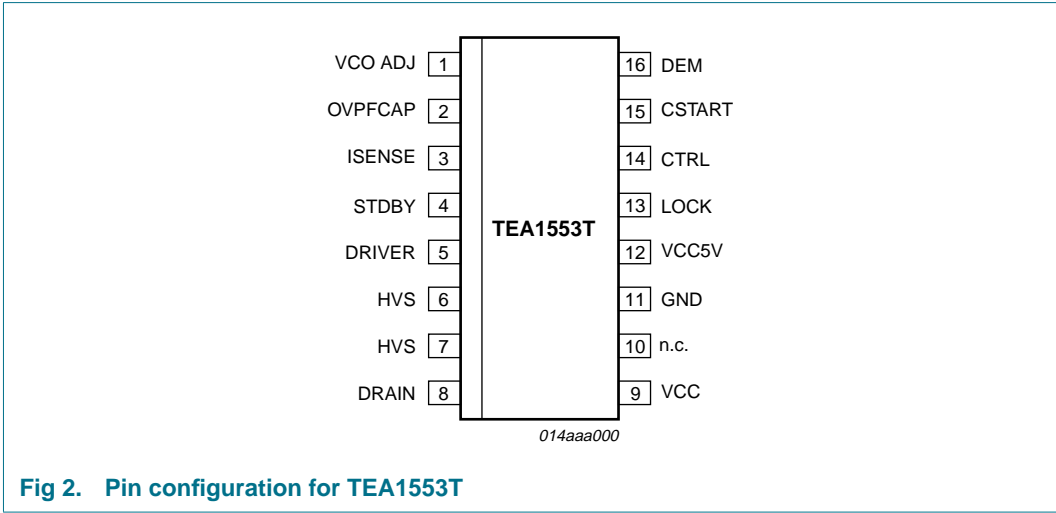 VCO ADJ 1
OVPFCAP 2
ISENSE 3
STDBY 4
DRIVER 5
HVS 6
HVS 7
DRAIN 8
TEA1553T
16 DEM
15 CSTART
14 CTRL
13 LOCK
12 VCC5V
11 GND
10 n.c.
9 VCC
014aaa000
Fig 2. Pin configuration for TEA1553T